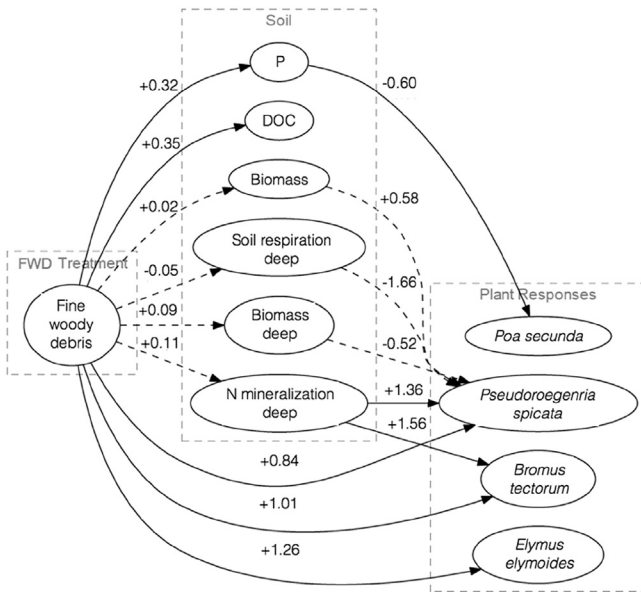 Soil
P
+0.32
-0.60
DOC
+0.35
Biomass
+0.02
+0.58
Soil respiration
deep
FWD Treatment
-0.05
-1.66
Plant Responses
Fine
woody
debris
+0.09
Biomass
deep
-0.52
Poa secunda
+0.11
N mineralization
deep
+1.36
+1.56
Pseudoroegenria
spicata
+0.84
+1.01
Bromus
tectorum
+1.26
Elymus
elymoides